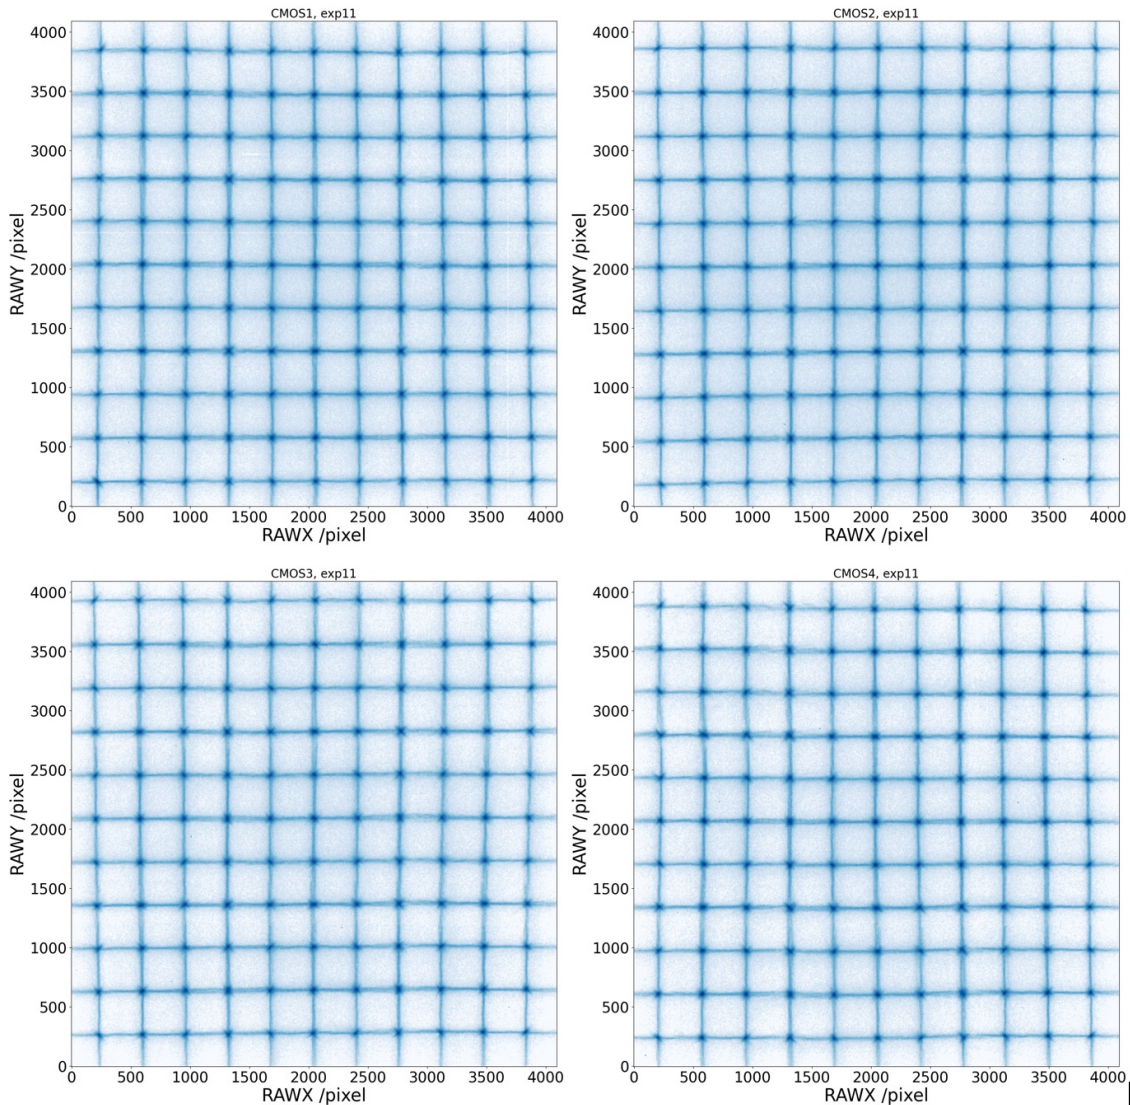 CMOS1, exp11
RAWY /pixel
4000
3500
3000
2500
2000
1500
1000
500
0
0 500 1000 1500 2000 2500 3000 3500 4000
RAWX /pixel
CMOS2, exp11
RAWY /pixel
4000
3500
3000
2500
2000
1500
1000
500
0
0 500 1000 1500 2000 2500 3000 3500 4000
RAWX /pixel
CMOS3, exp11
RAWY /pixel
4000
3500
3000
2500
2000
1500
1000
500
0
0 500 1000 1500 2000 2500 3000 3500 4000
RAWX /pixel
CMOS4, exp11
RAWY /pixel
4000
3500
3000
2500
2000
1500
1000
500
0
0 500 1000 1500 2000 2500 3000 3500 4000
RAWX /pixel